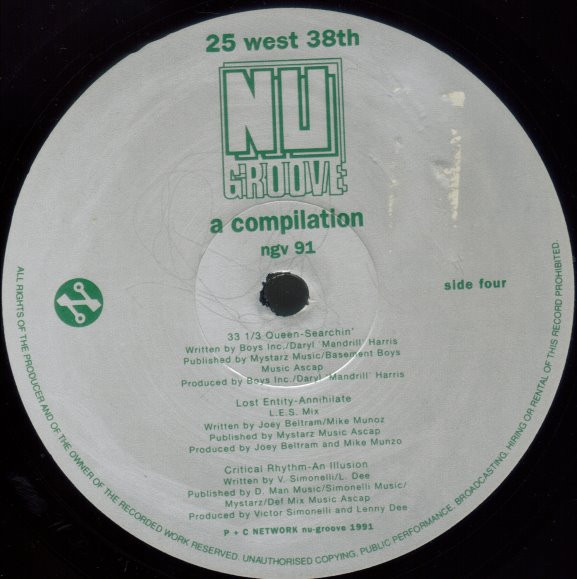 25 west 38th
NU
GROOVE
a compilation
ngv 91
side four
33 1/3 Queen-Searchin'
Written by Boys Inc./Daryl 'Mandrill' Harris
Published by Mystarz Music/Basement Boys
Music Ascap
Produced by Boys Inc./Daryl 'Mandrill' Harris
Lost Entity-Annihilate
L.E.S. Mix
Written by Joey Beltram/Mike Munoz
Published by Mystarz Music Ascap
Produced by Joey Beltram and Mike Munzo
Critical Rhythm-An Illusion
Written by V. Simonelli/L. Dee
Published by D. Man Music/Simonelli Music/
Mystarz/Def Mix Music Ascap
Produced by Victor Simonelli and Lenny Dee
P + C NETWORK nu-groove 1991
ALL RIGHTS OF THE PRODUCER AND OF THE OWNER OF THE RECORDED WORK RESERVED. UNAUTHORISED COPYING, PUBLIC PERFORMANCE, BROADCASTING, HIRING OR RENTAL OF THIS RECORD PROHIBITED.